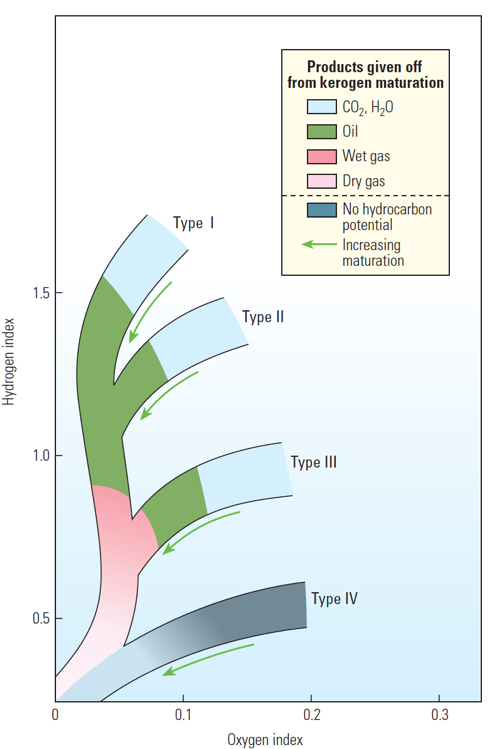 Products given off
from kerogen maturation
CO₂, H₂O
Oil
Wet gas
Dry gas
No hydrocarbon
potential
Increasing
maturation
Type I
Type II
Type III
Type IV
Hydrogen index
1.5
1.0
0.5
0
0.1
0.2
0.3
Oxygen index